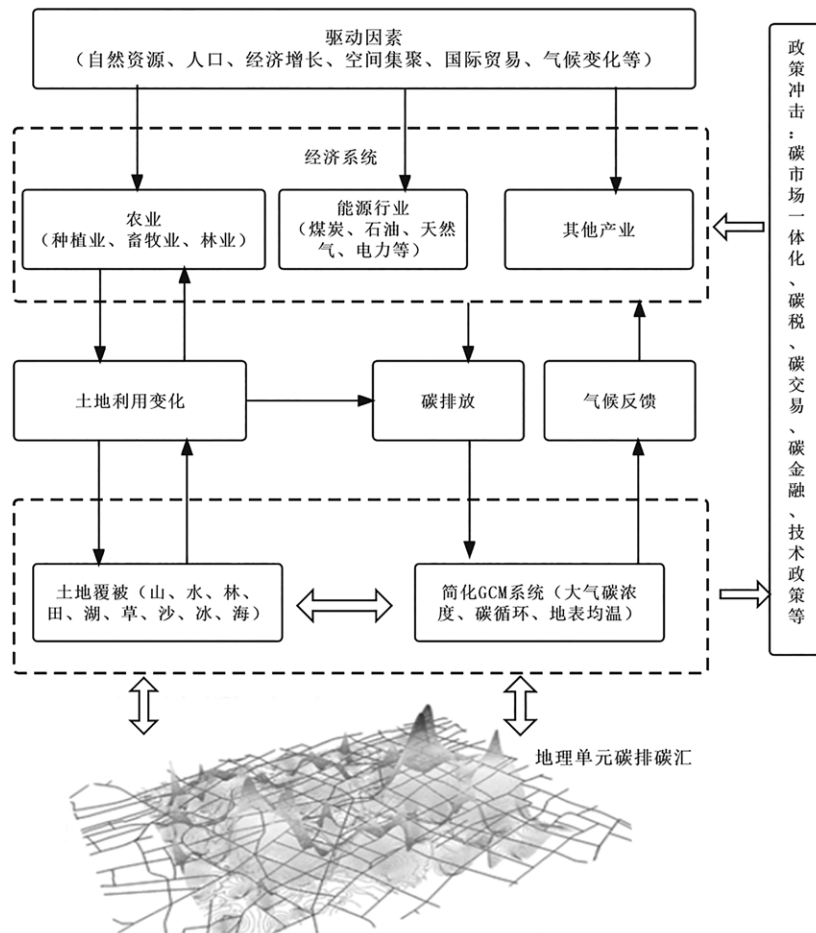 驱动因素
（自然资源、人口、经济增长、空间集聚、国际贸易、气候变化等）
经济系统
农业
（种植业、畜牧业、林业）
能源行业
（煤炭、石油、天然
气、电力等）
其他产业
土地利用变化
碳排放
气候反馈
土地覆被（山、水、林、
田、湖、草、沙、冰、海）
简化GCM系统（大气碳浓
度、碳循环、地表均温）
地理单元碳排碳汇
政策冲击：碳市场一体化、碳税、碳交易、碳金融、技术政策等